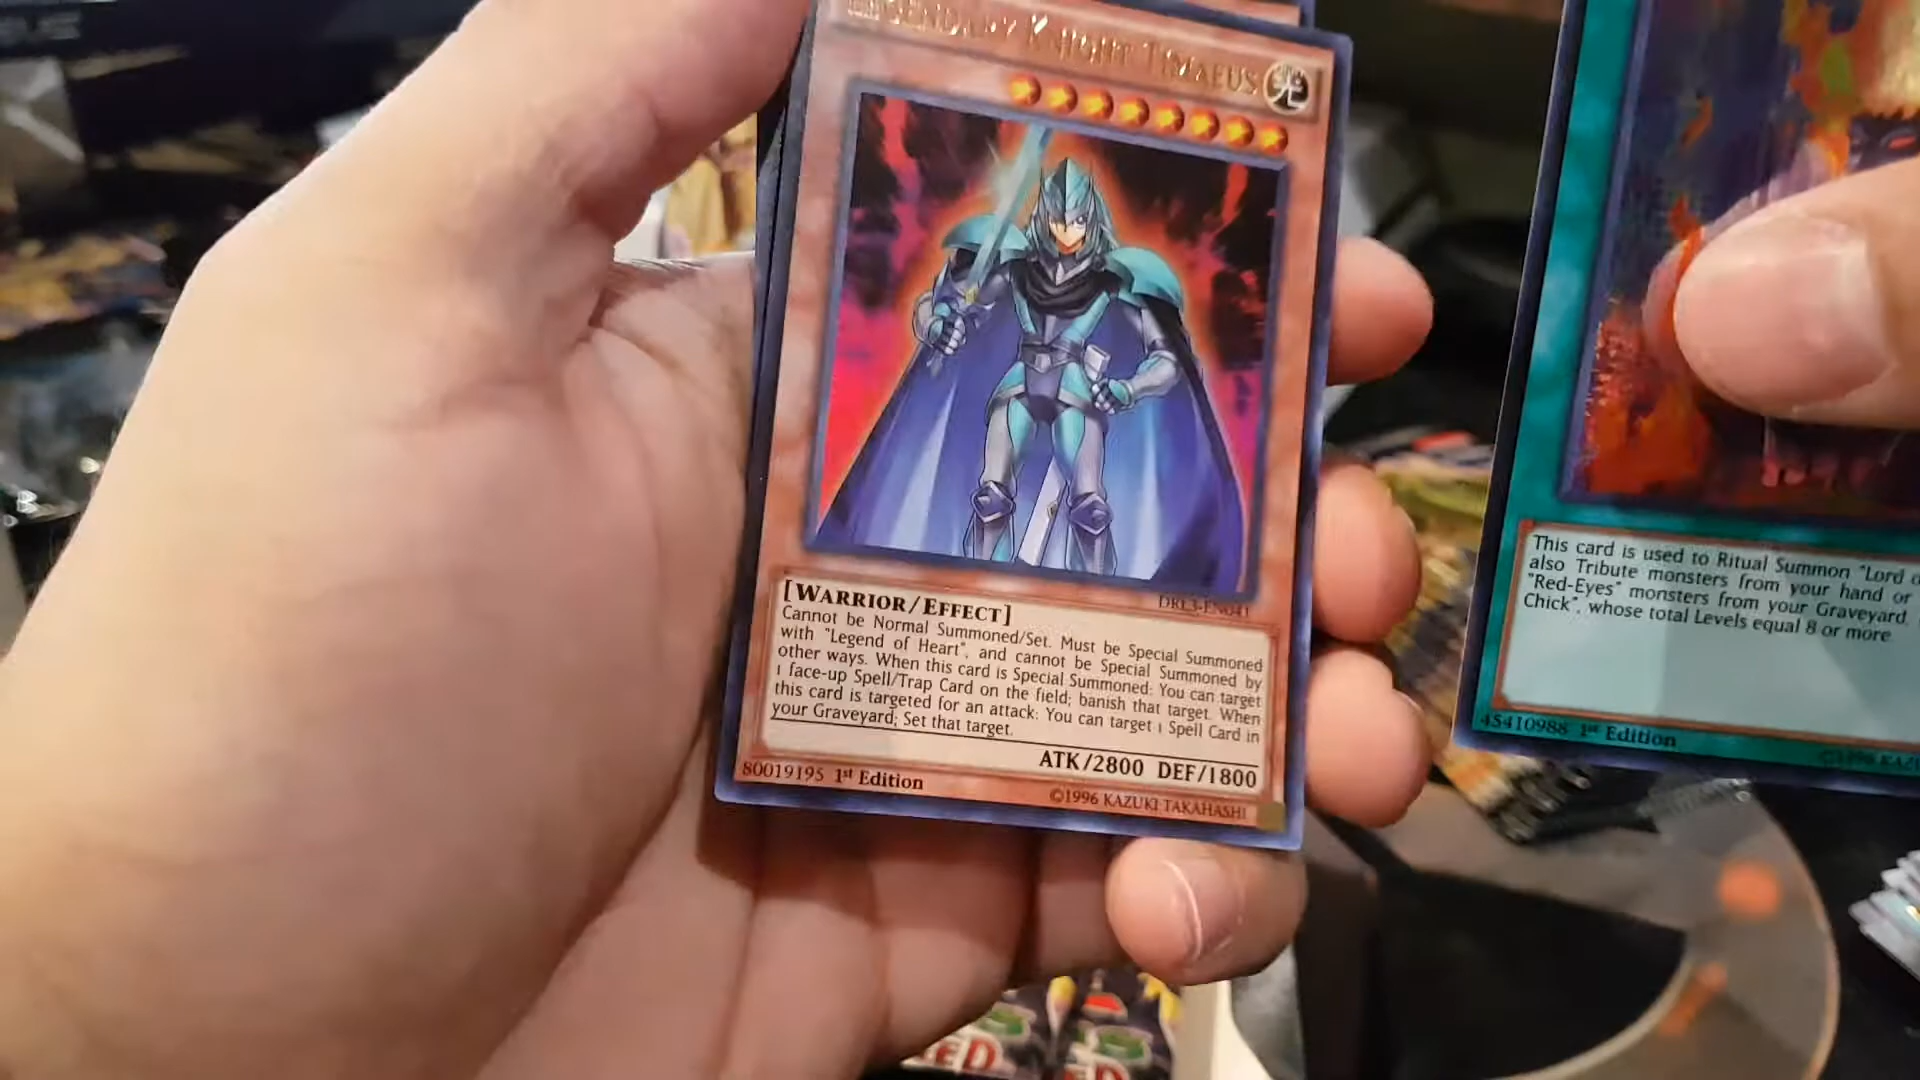 LEGENDARY KNIGHT TIMAEUS
DRL3-EN041
[WARRIOR/EFFECT]
Cannot be Normal Summoned/Set. Must be Special Summoned
with "Legend of Heart", and cannot be Special Summoned by
other ways. When this card is Special Summoned: You can target
1 face-up Spell/Trap Card on the field; banish that target. When
this card is targeted for an attack: You can target 1 Spell Card in
your Graveyard; Set that target.
ATK/2800 DEF/1800
80019195 1st Edition
©1996 KAZUKI TAKAHASHI
This card is used to Ritual Summon "Lord
also Tribute monsters from your hand or
"Red-Eyes" monsters from your Graveyard,
Chick", whose total Levels equal 8 or more
45410988 1st Edition
©1996